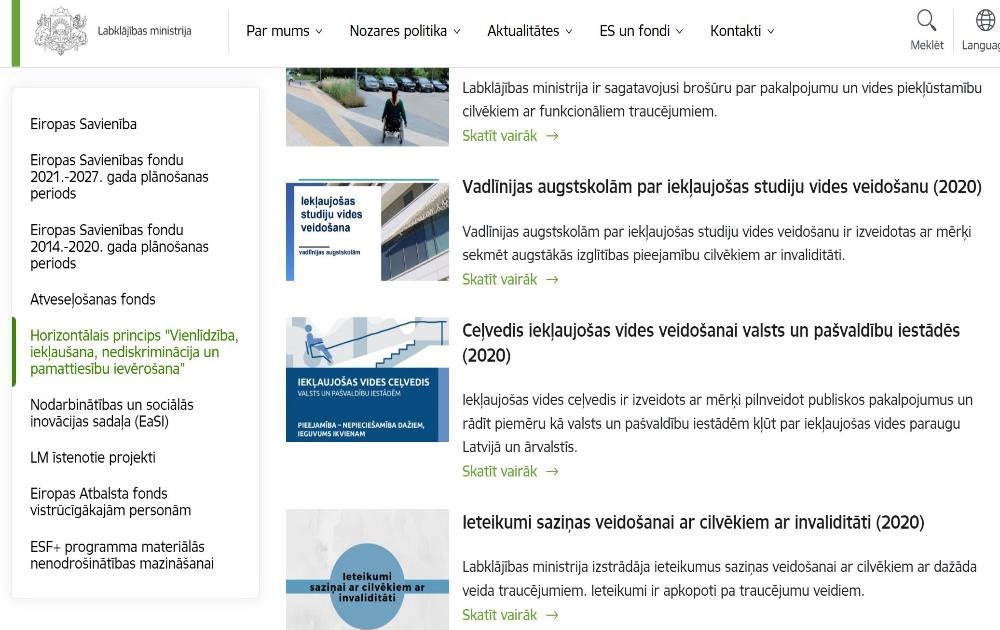 Labklājības ministrija
Par mums
Nozares politika
Aktualitātes
ES un fondi
Kontakti
Meklēt
Languag
Eiropas Savienība
Eiropas Savienības fondu
2021.-2027. gada plānošanas
periods
Eiropas Savienības fondu
2014.-2020. gada plānošanas
periods
Atveseļošanas fonds
Horizontālais princips "Vienlīdzība,
iekļaušana, nediskriminācija un
pamattiesību ievērošana"
Nodarbinātības un sociālās
inovācijas sadaļa (EaSI)
LM īstenotie projekti
Eiropas Atbalsta fonds
vistrūcīgākajām personām
ESF+ programma materiālās
nenodrošinātības mazināšanai
Labklājības ministrija ir sagatavojusi brošūru par pakalpojumu un vides piekļūstamību
cilvēkiem ar funkcionāliem traucējumiem.
Skatīt vairāk →
Iekļaujošas
studiju vides
veidošana
vadlīnijas augstskolām
Vadlīnijas augstskolām par iekļaujošas studiju vides veidošanu (2020)
Vadlīnijas augstskolām par iekļaujošas studiju vides veidošanu ir izveidotas ar mērķi
sekmēt augstākās izglītības pieejamību cilvēkiem ar invaliditāti.
Skatīt vairāk →
IEKĻAUJOŠAS VIDES CEĻVEDIS
VALSTS UN PAŠVALDĪBU IESTĀDĒM
PIEEJAMĪBA – NEPIECIEŠAMĪBA DAŽIEM,
IEGUVUMS IKVIENAM
Ceļvedis iekļaujošas vides veidošanai valsts un pašvaldību iestādēs
(2020)
Iekļaujošas vides ceļvedis ir izveidots ar mērķi pilnveidot publiskos pakalpojumus un
rādīt piemēru kā valsts un pašvaldību iestādēm kļūt par iekļaujošas vides paraugu
Latvijā un ārvalstīs.
Skatīt vairāk →
Ieteikumi
saziņai ar cilvēkiem ar
invaliditāti
Ieteikumi saziņas veidošanai ar cilvēkiem ar invaliditāti (2020)
Labklājības ministrija izstrādāja ieteikumus saziņas veidošanai ar cilvēkiem ar dažāda
veida traucējumiem. Ieteikumi ir apkopoti pa traucējumu veidiem.
Skatīt vairāk →